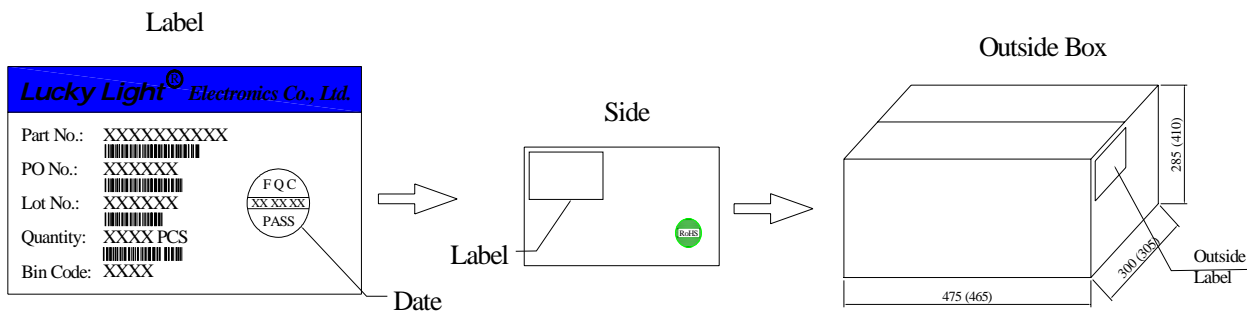 Label
Lucky Light® Electronics Co., Ltd.
Part No.: XXXXXXXXXX
PO No.: XXXXXX
Lot No.: XXXXXX
Quantity: XXXX PCS
Bin Code: XXXX
FQC
XX XX XX
PASS
Date
Side
Label
RoHS
Outside Box
285 (410)
300 (305)
475 (465)
Outside
Label